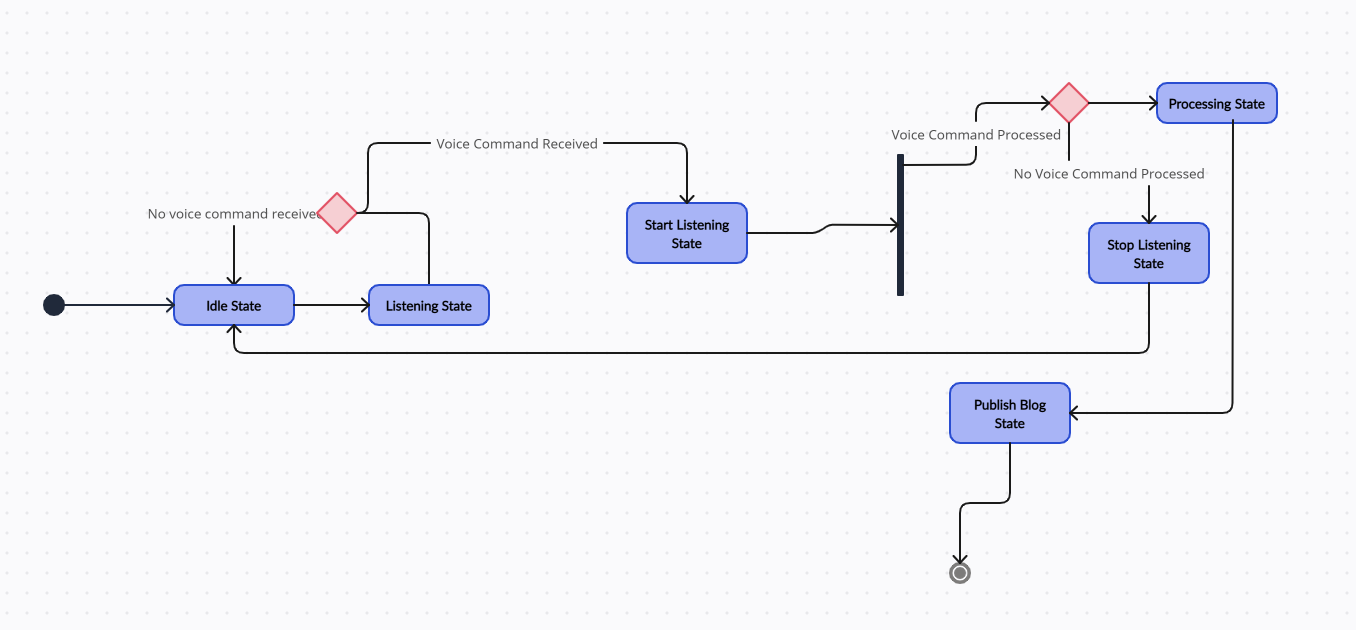 Processing State
Voice Command Processed
Voice Command Received
No Voice Command Processed
No voice command receive
Start Listening
State
Stop Listening
State
Idle State
Listening State
Publish Blog
State